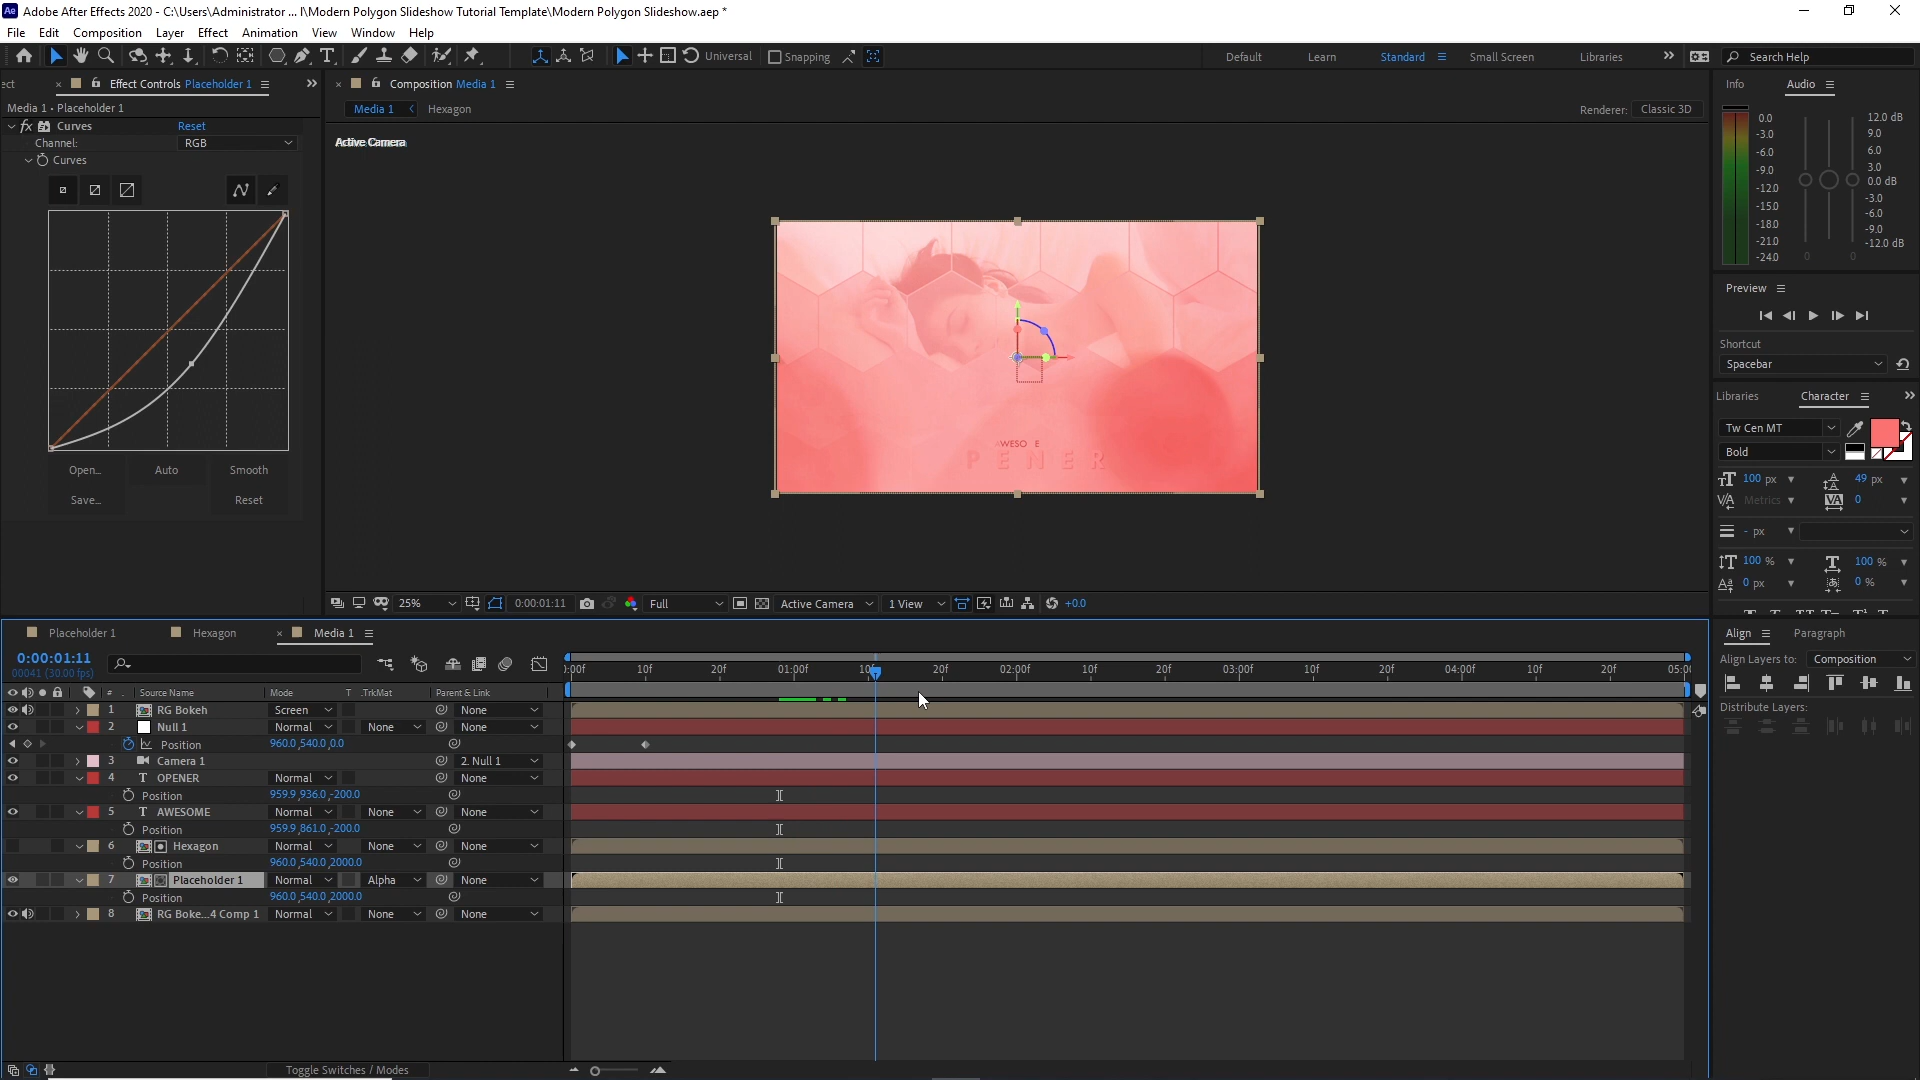 Adobe After Effects 2020 - C:\Users\Administrator ... l\Modern Polygon Slideshow Tutorial Template\Modern Polygon Slideshow.aep *
File Edit Composition Layer Effect Animation View Window Help
Universal Snapping Default Learn Standard Small Screen Libraries Search Help
ect Effect Controls Placeholder 1
Composition Media 1
Info Audio
Media 1 • Placeholder 1
Media 1 Hexagon
Renderer: Classic 3D
fx Curves Reset
Channel: RGB
Curves
Active Camera
0.0
-3.0
-6.0
-9.0
-12.0
-15.0
-18.0
-21.0
-24.0
12.0 dB
9.0
6.0
3.0
0.0 dB
-3.0
-6.0
-9.0
-12.0 dB
0 0
Preview
Shortcut
Spacebar
Libraries Character
Tw Cen MT
Bold
100 px 49 px
Metrics 0
- px
100 % 100 %
0 px 0 %
Open... Auto Smooth
Save... Reset
AWESO E
P E N E R
25% 0:00:01:11 Full Active Camera 1 View +0.0
Placeholder 1 Hexagon Media 1
Align Paragraph
Align Layers to: Composition
Distribute Layers:
0:00:01:11
00041 (30.00 fps)
:00f 10f 20f 01:00f 10f 20f 02:00f 10f 20f 03:00f 10f 20f 04:00f 10f 20f 05:00
# Source Name Mode T .TrkMat Parent & Link
1 RG Bokeh Screen None
2 Null 1 Normal None None
Position 960.0,540.0,0.0
3 Camera 1 2. Null 1
4 T OPENER Normal None
Position 959.9,936.0,-200.0
5 T AWESOME Normal None None
Position 959.9,861.0,-200.0
6 Hexagon Normal None None
Position 960.0,540.0,2000.0
7 Placeholder 1 Normal Alpha None
Position 960.0,540.0,2000.0
8 RG Boke...4 Comp 1 Normal None None
Toggle Switches / Modes